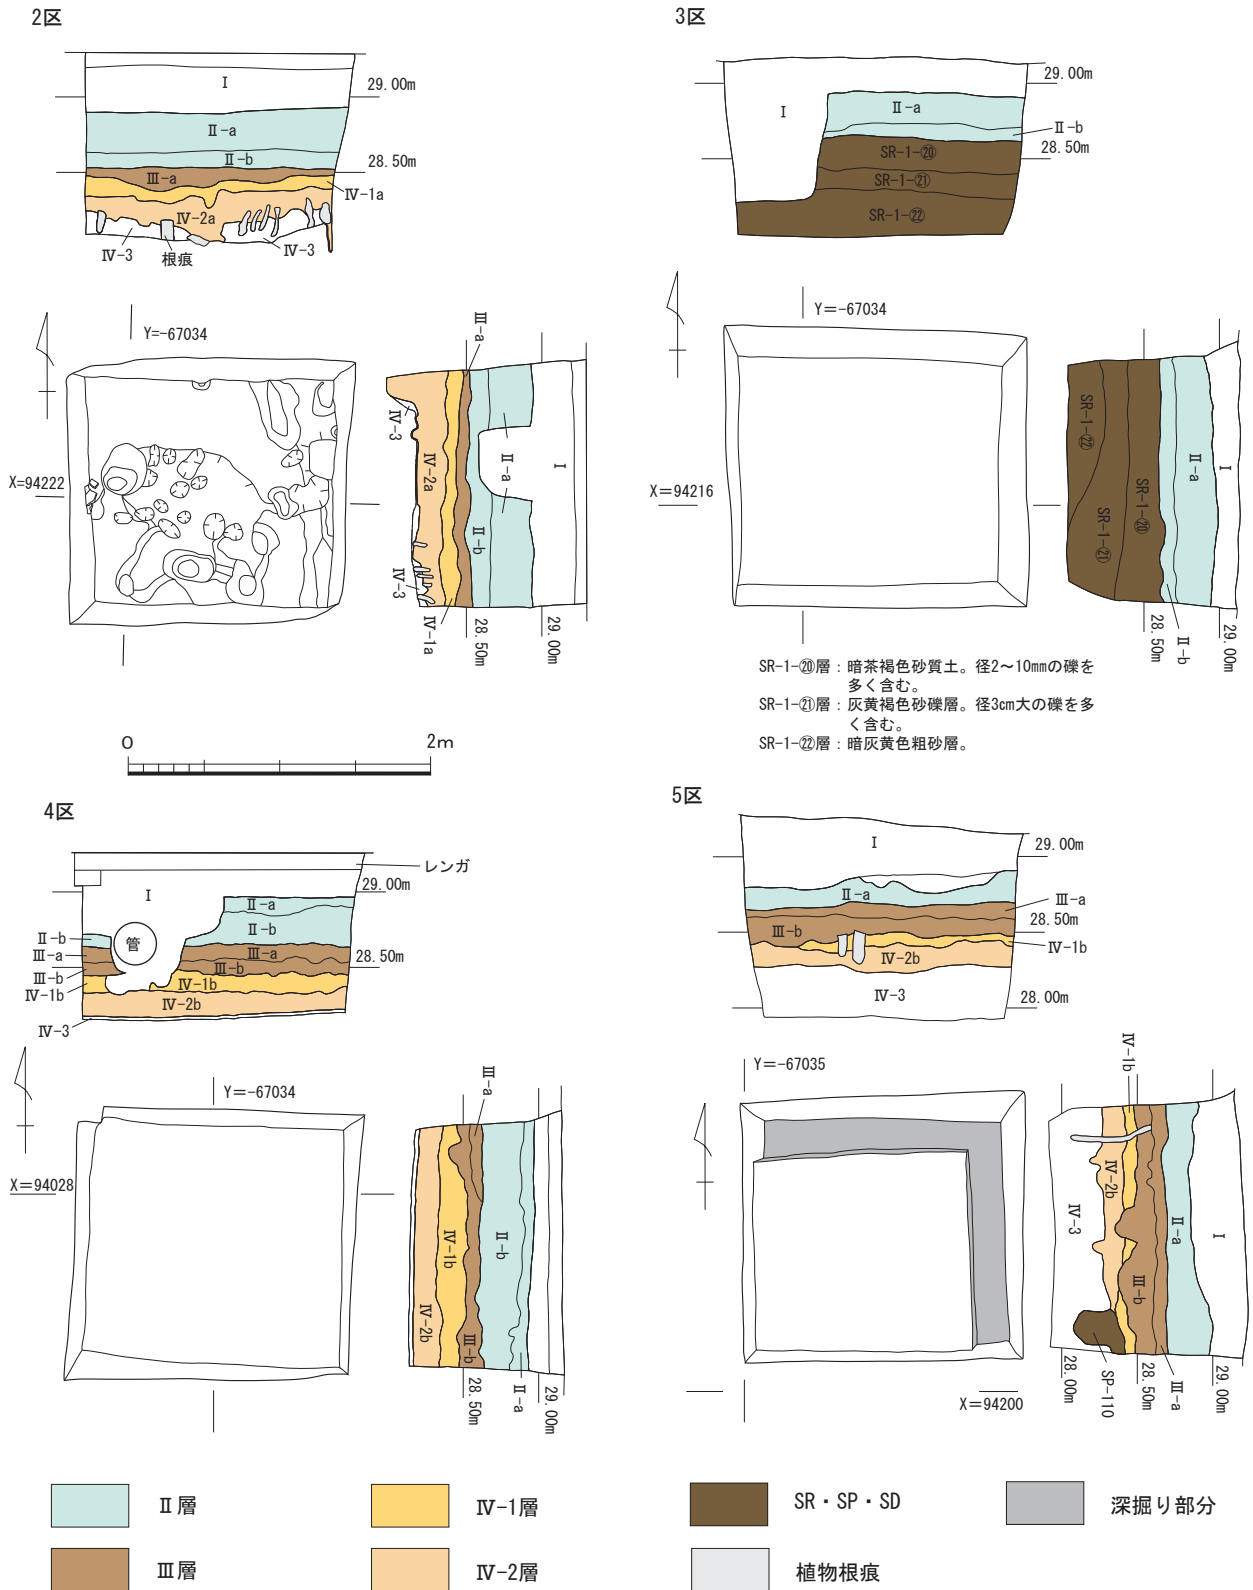 2区
29.00m
I
Ⅱ-a
Ⅱ-b
28.50m
Ⅲ-a
Ⅳ-1a
Ⅳ-2a
Ⅳ-3
根痕
Ⅳ-3
Y=-67034
X=94222
Ⅲ-a
Ⅳ-3
Ⅳ-2a
Ⅱ-a
I
Ⅱ-b
Ⅳ-3
Ⅳ-1a
28.50m
29.00m
3区
29.00m
I
Ⅱ-a
Ⅱ-b
28.50m
SR-1-⑳
SR-1-㉑
SR-1-㉒
Y=-67034
X=94216
SR-1-㉒
SR-1-㉑
SR-1-⑳
Ⅱ-a
I
28.50m
Ⅱ-b
29.00m
SR-1-⑳層：暗茶褐色砂質土。径2～10mmの礫を
多く含む。
SR-1-㉑層：灰黄褐色砂礫層。径3cm大の礫を多
く含む。
SR-1-㉒層：暗灰黄色粗砂層。
0
2m
4区
レンガ
I
29.00m
Ⅱ-a
Ⅱ-b
Ⅱ-b
管
Ⅲ-a
Ⅲ-a
28.50m
Ⅲ-b
Ⅲ-b
Ⅳ-1b
Ⅳ-1b
Ⅳ-2b
Ⅳ-3
Y=-67034
X=94028
Ⅲ-a
Ⅳ-2b
Ⅳ-1b
Ⅲ-b
Ⅱ-b
28.50m
Ⅱ-a
29.00m
5区
I
29.00m
Ⅱ-a
Ⅲ-a
28.50m
Ⅲ-b
Ⅳ-1b
Ⅳ-2b
Ⅳ-3
28.00m
Y=-67035
X=94200
Ⅳ-1b
Ⅳ-3
Ⅳ-2b
Ⅲ-b
Ⅱ-a
I
28.00m
SP-110
28.50m
Ⅲ-a
29.00m
Ⅱ層
Ⅳ-1層
SR・SP・SD
深掘り部分
Ⅲ層
Ⅳ-2層
植物根痕